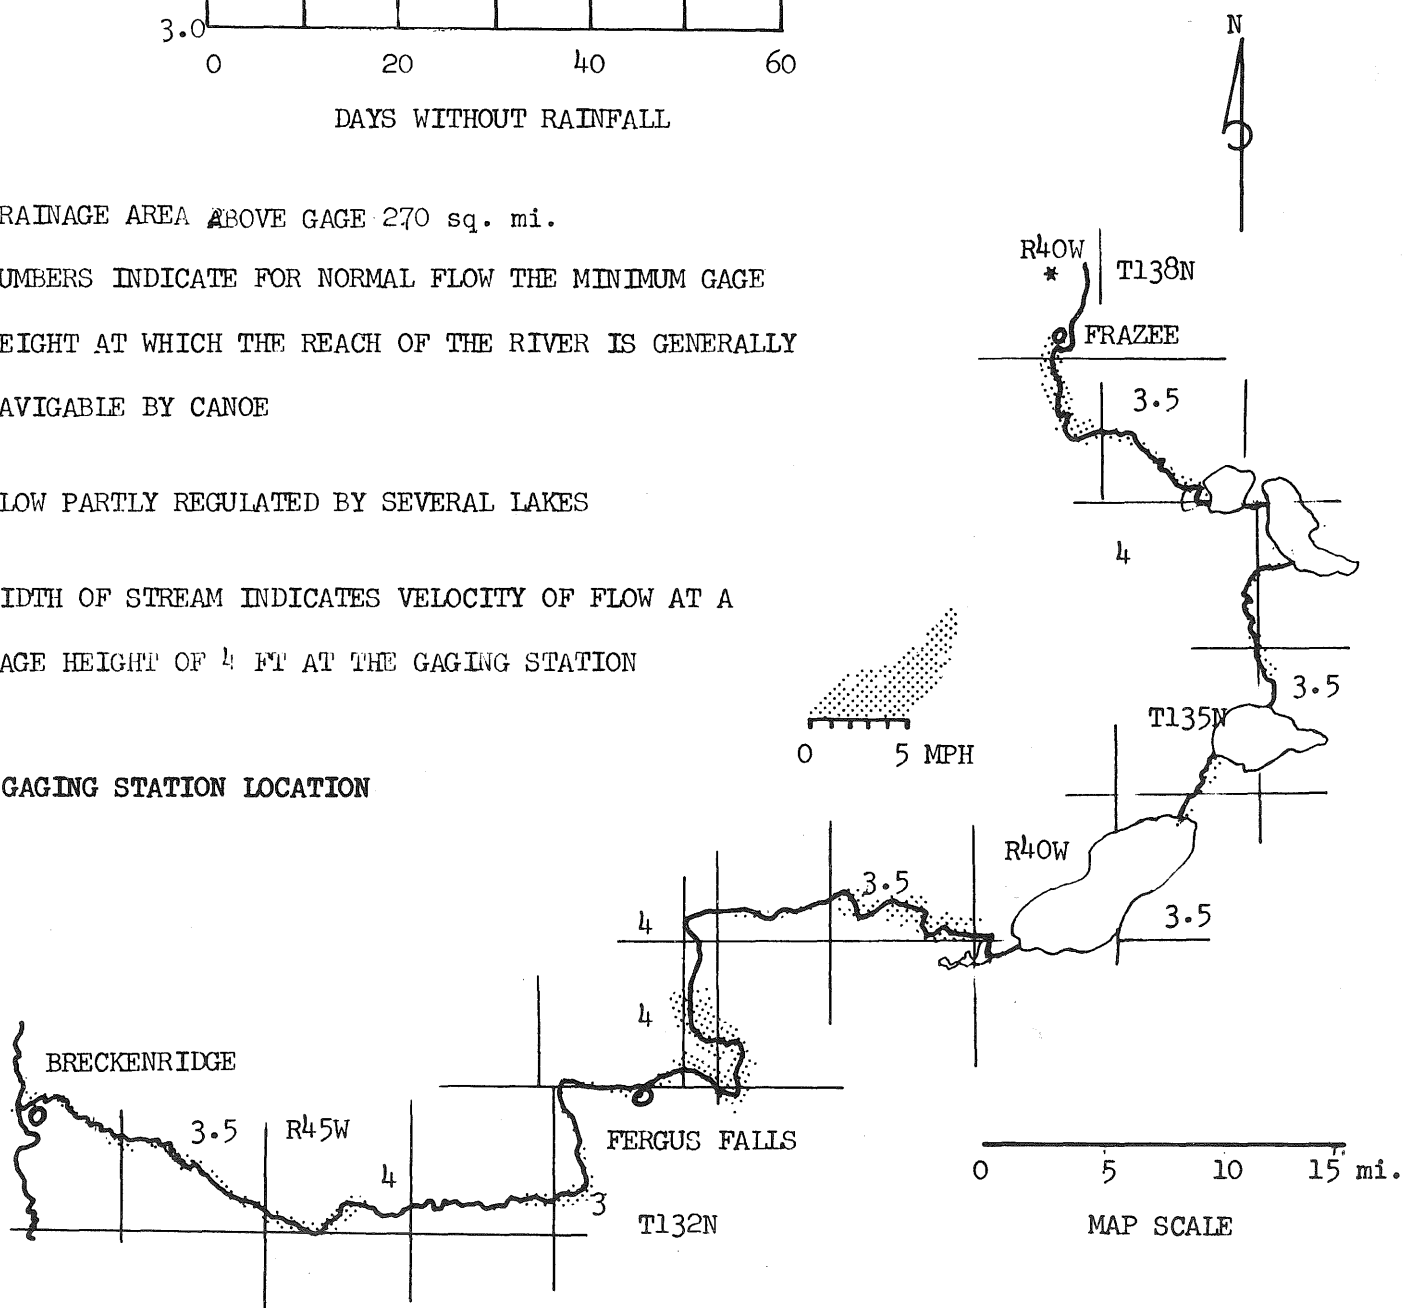 3.0
0 20 40 60
DAYS WITHOUT RAINFALL
N
RAINAGE AREA ABOVE GAGE 270 sq. mi.
UMBERS INDICATE FOR NORMAL FLOW THE MINIMUM GAGE
EIGHT AT WHICH THE REACH OF THE RIVER IS GENERALLY
AVIGABLE BY CANOE
LOW PARTLY REGULATED BY SEVERAL LAKES
IDTH OF STREAM INDICATES VELOCITY OF FLOW AT A
AGE HEIGHT OF 4 FT AT THE GAGING STATION
0 5 MPH
GAGING STATION LOCATION
R40W
* T138N
FRAZEE
3.5
4
3.5
T135N
R40W
3.5
3.5
4
4
BRECKENRIDGE
3.5 R45W
4
FERGUS FALLS
3
T132N
0 5 10 15 mi.
MAP SCALE